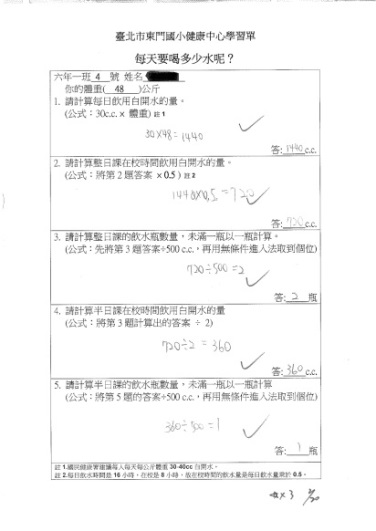 臺北市東門國小健康中心學習單
每天要喝多少水呢？
六年一班 4 號 姓名
你的體重( 48 )公斤
1. 請計算每日飲用白開水的量。
(公式：30c.c. × 體重) 註1
30×48=1440
答:1440 c.c.
2. 請計算整日課在校時間飲用白開水的量。
(公式：將第2題答案 ×0.5 ) 註2
1440×0.5 =720
答: 720 c.c.
3. 請計算整日課的飲水瓶數量，未滿一瓶以一瓶計算。
(公式：先將第3題答案÷500 c.c.，再用無條件進入法取到個位)
720÷500 =2
答: 2 瓶
4. 請計算半日課在校時間飲用白開水的量
(公式：將第3題計算出的答案 ÷ 2)
720÷2 = 360
答:360 c.c.
5. 請計算半日課的飲水瓶數量，未滿一瓶以一瓶計算
(公式：將第5題的答案÷500 c.c.，再用無條件進入法取到個位)
360÷500 =1
答: 1 瓶
註1.國民健康署建議每人每天每公斤體重 30-40cc 白開水。
註2.每日飲水時間是 16 小時，在校是 8 小時，故在校時間的飲水量是每日飲水量乘於 0.5。